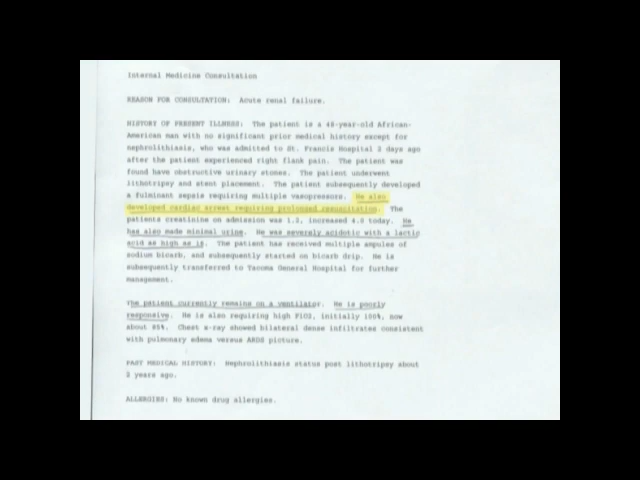 Internal Medicine Consultation
REASON FOR CONSULTATION: Acute renal failure.
HISTORY OF PRESENT ILLNESS: The patient is a 48-year-old African-
American man with no significant prior medical history except for
nephrolithiasis, who was admitted to St. Francis Hospital 2 days ago
after the patient experienced right flank pain. The patient was
found have obstructive urinary stones. The patient underwent
lithotripsy and stent placement. The patient subsequently developed
a fulminant sepsis requiring multiple vasopressors. He also
developed cardiac arrest requiring prolonged resuscitation. The
patients creatinine on admission was 1.2, increased 4.8 today. He
has also made minimal urine. He was severely acidotic with a lactic
acid as high as 18. The patient has received multiple ampules of
sodium bicarb, and subsequently started on bicarb drip. He is
subsequently transferred to Tacoma General Hospital for further
management.
The patient currently remains on a ventilator. He is poorly
responsive. He is also requiring high FIO2, initially 100%, now
about 85%. Chest x-ray showed bilateral dense infiltrates consistent
with pulmonary edema versus ARDS picture.
PAST MEDICAL HISTORY: Nephrolithiasis status post lithotripsy about
2 years ago.
ALLERGIES: No known drug allergies.